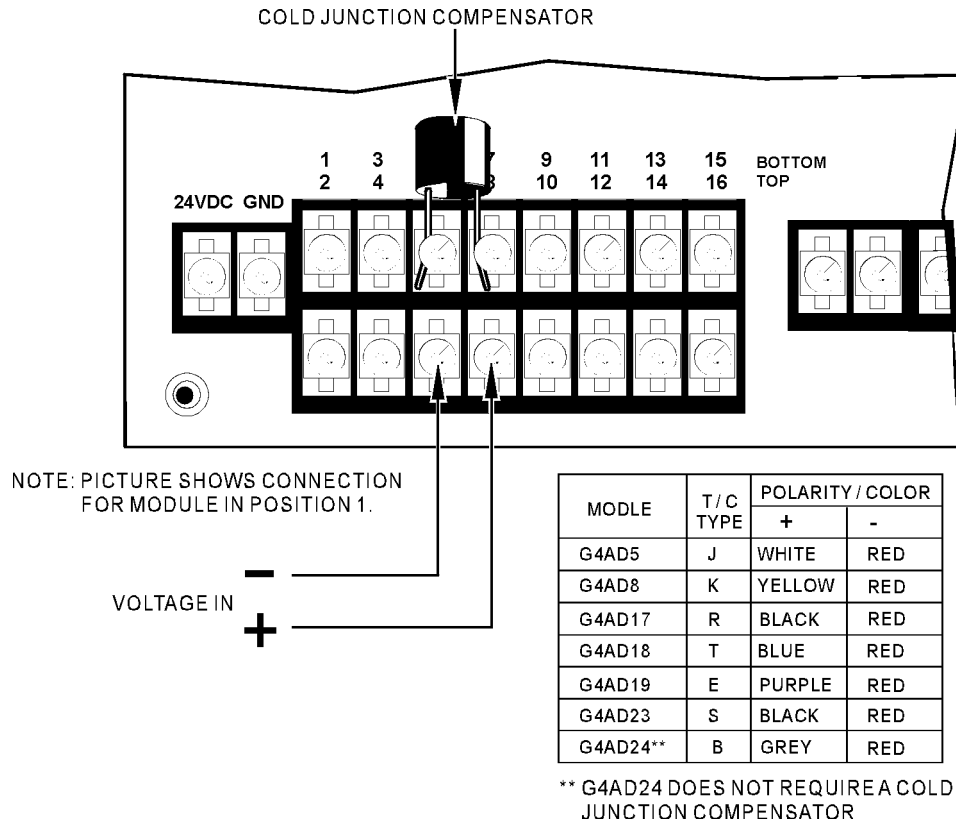 COLD JUNCTION COMPENSATOR
1 3 7 9 11 13 15 BOTTOM
2 4 8 10 12 14 16 TOP
24VDC GND
NOTE: PICTURE SHOWS CONNECTION
FOR MODULE IN POSITION 1.
− 
VOLTAGE IN
+
MODLE T/C TYPE POLARITY/COLOR
+ -
G4AD5 J WHITE RED
G4AD8 K YELLOW RED
G4AD17 R BLACK RED
G4AD18 T BLUE RED
G4AD19 E PURPLE RED
G4AD23 S BLACK RED
G4AD24** B GREY RED
** G4AD24 DOES NOT REQUIRE A COLD
JUNCTION COMPENSATOR